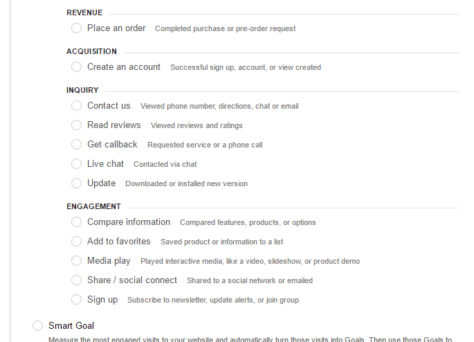 REVENUE
Place an order Completed purchase or pre-order request
ACQUISITION
Create an account Successful sign up, account, or view created
INQUIRY
Contact us Viewed phone number, directions, chat or email
Read reviews Viewed reviews and ratings
Get callback Requested service or a phone call
Live chat Contacted via chat
Update Downloaded or installed new version
ENGAGEMENT
Compare information Compared features, products, or options
Add to favorites Saved product or information to a list
Media play Played interactive media, like a video, slideshow, or product demo
Share / social connect Shared to a social network or emailed
Sign up Subscribe to newsletter, update alerts, or join group
Smart Goal
Measure the most engaged visits to your website and automatically turn those visits into Goals. Then use those Goals to